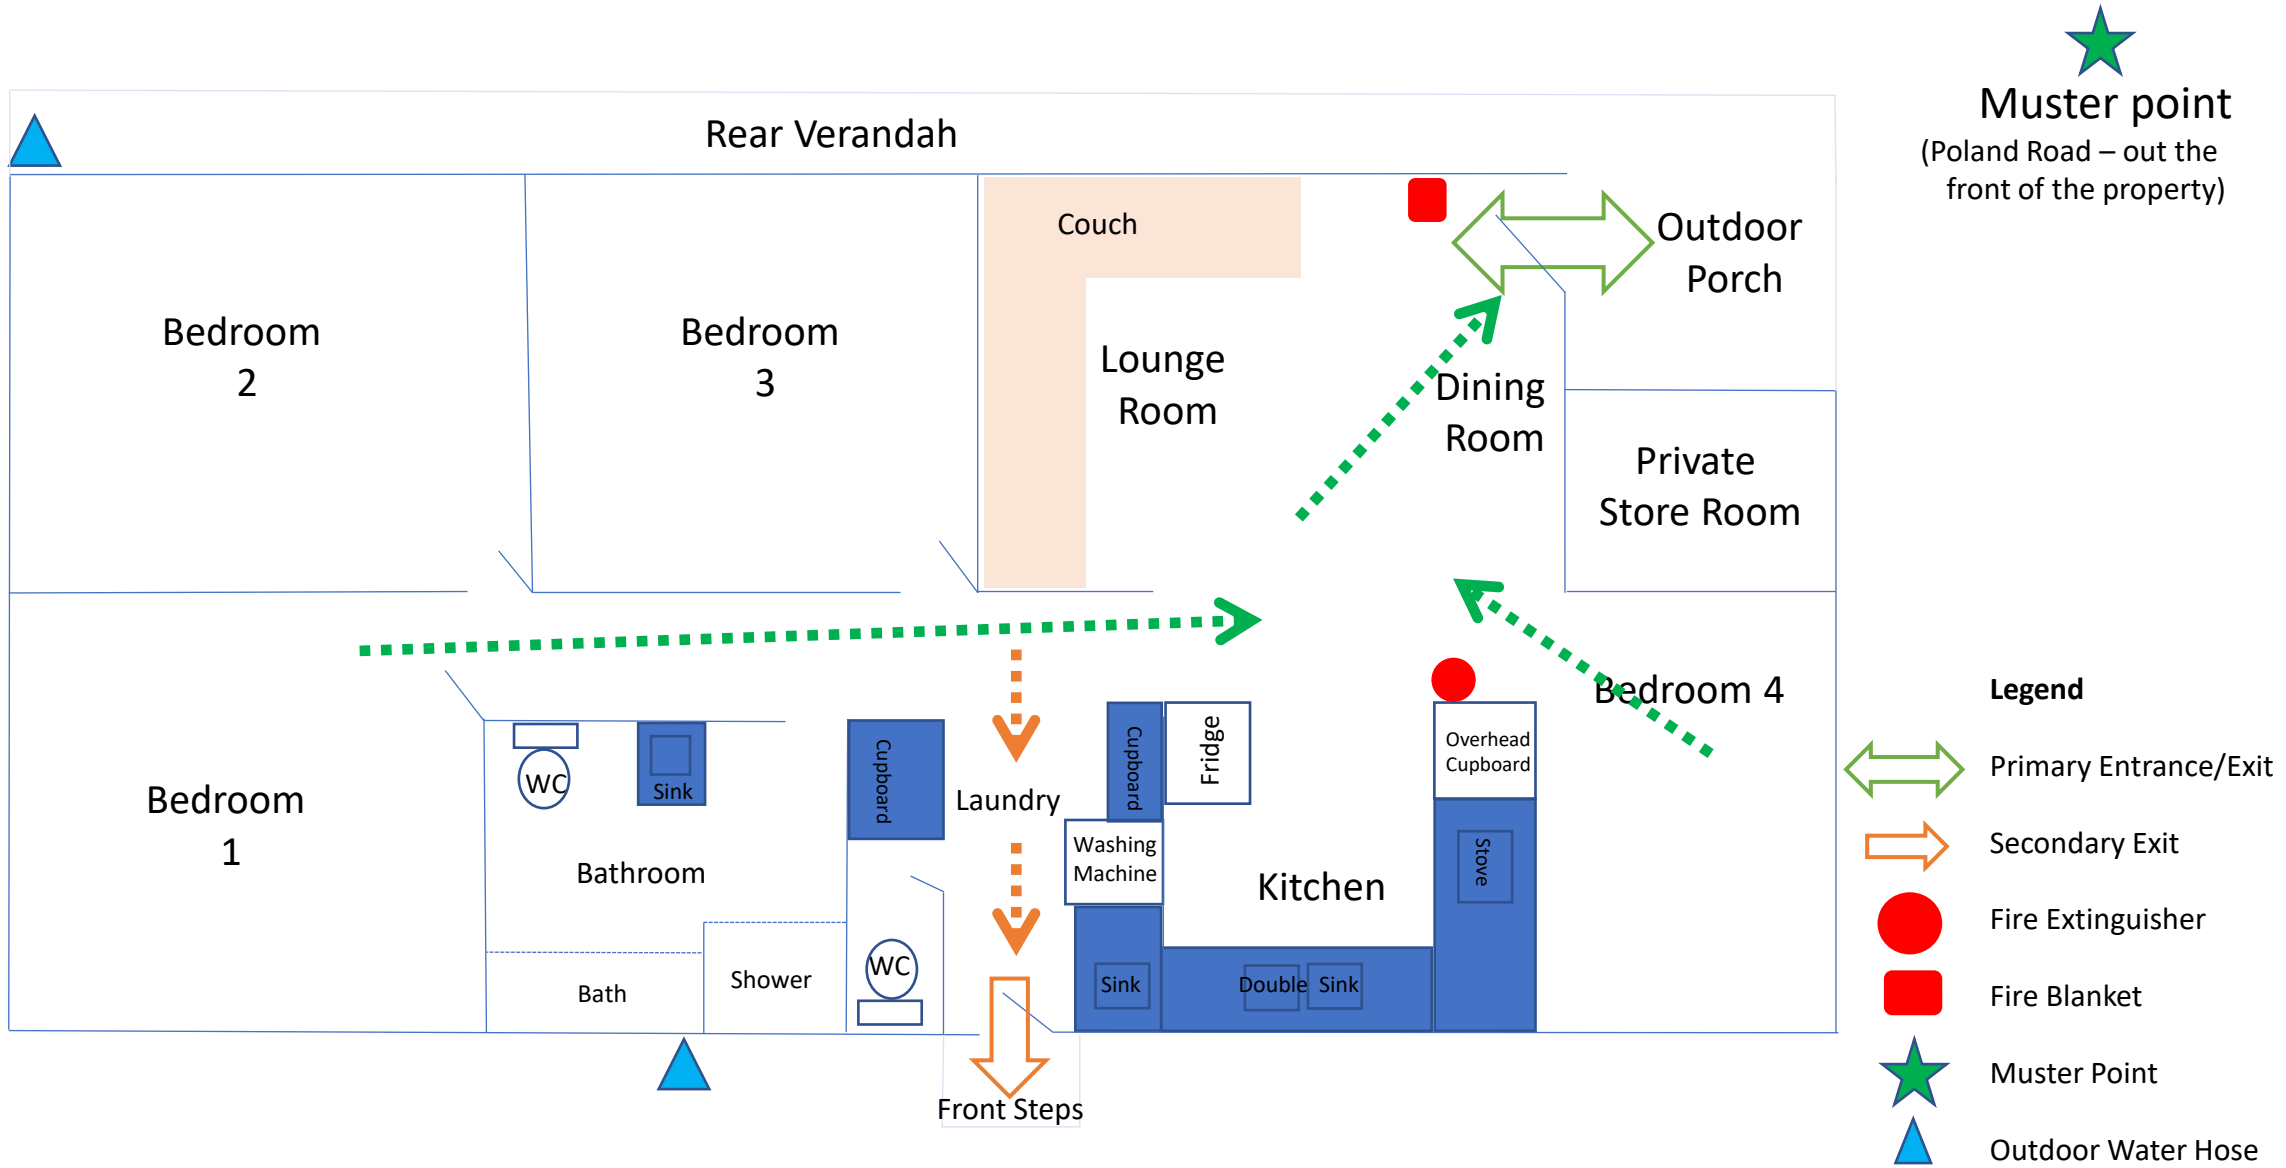 Muster point
(Poland Road – out the
front of the property)
Rear Verandah
Couch
Outdoor
Porch
Bedroom
2
Bedroom
3
Lounge
Room
Dining
Room
Private
Store Room
Bedroom 4
Legend
Primary Entrance/Exit
Secondary Exit
Fire Extinguisher
Fire Blanket
Muster Point
Outdoor Water Hose
Bedroom
1
WC
Sink
Cupboard
Bathroom
Bath
Shower
WC
Laundry
Cupboard
Fridge
Washing
Machine
Kitchen
Overhead
Cupboard
Stove
Sink
Double Sink
Front Steps